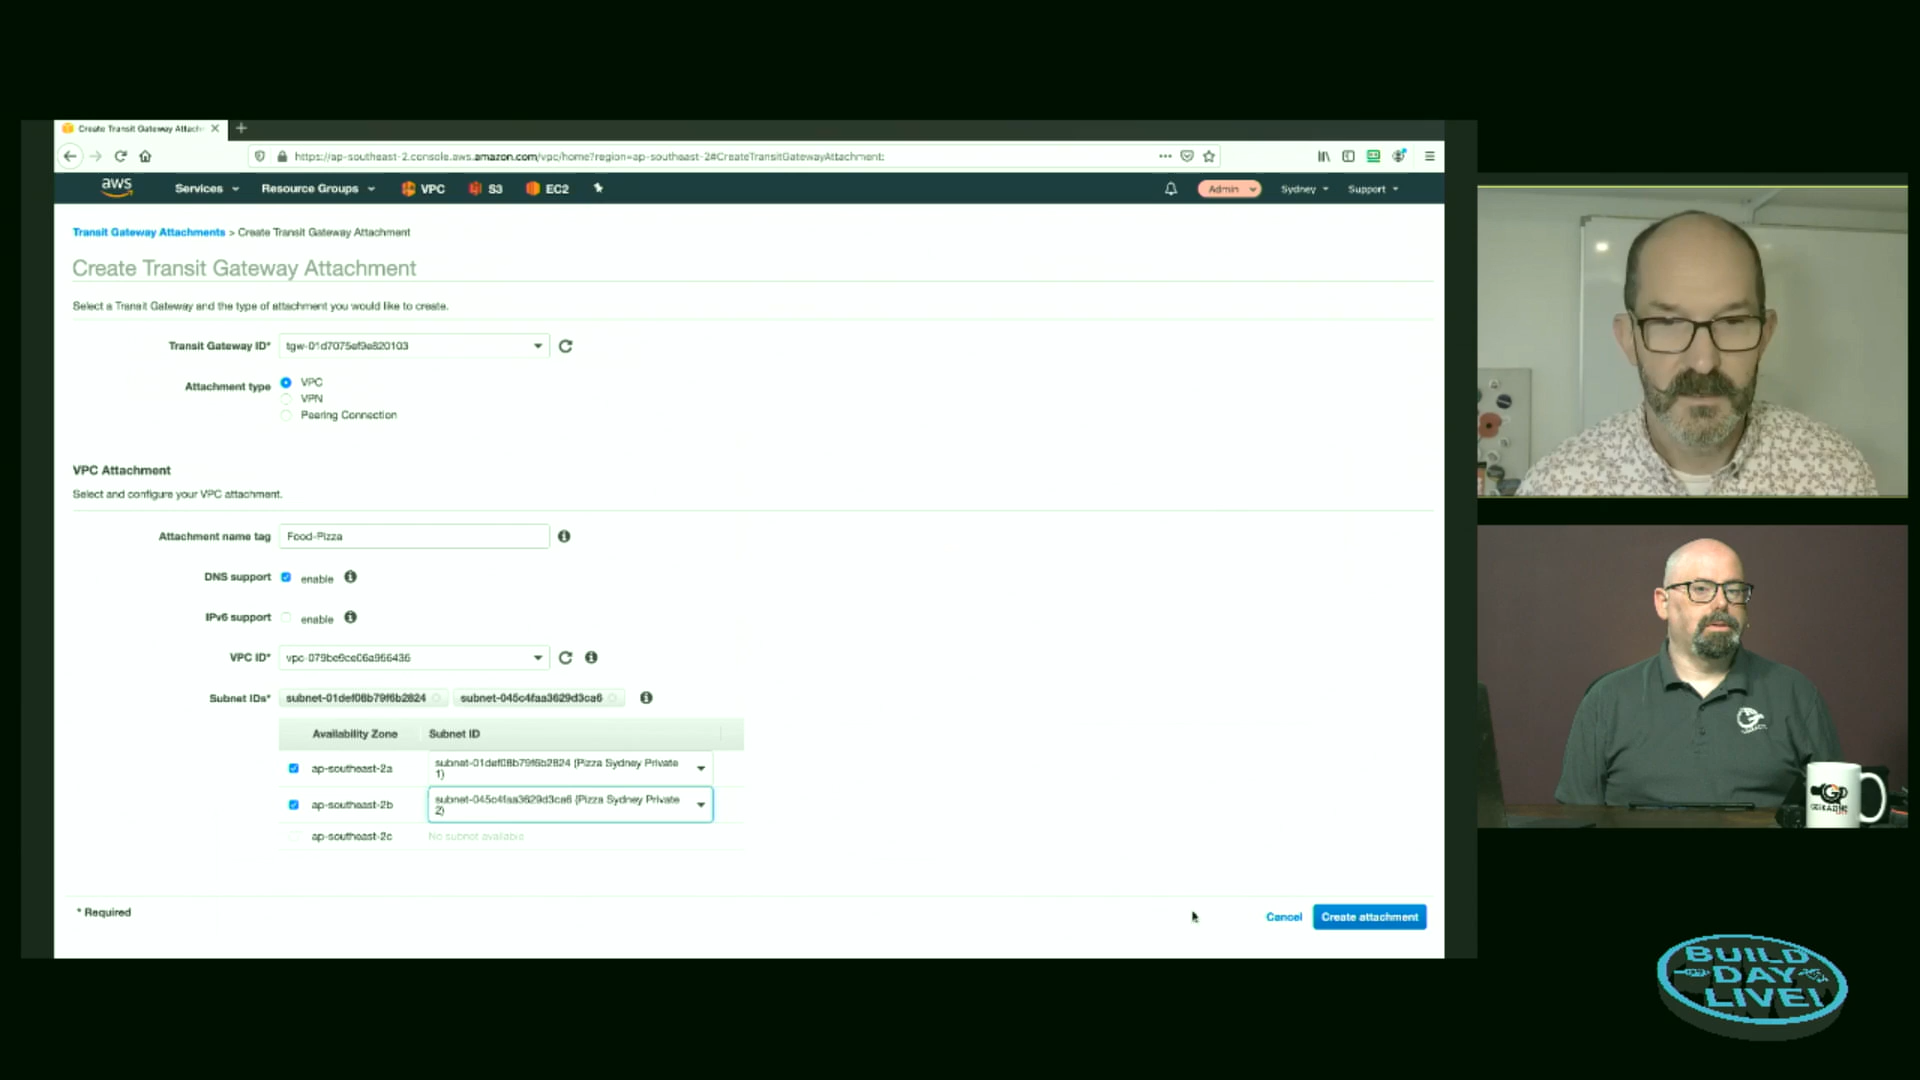 Create Transit Gateway Attach
https://ap-southeast-2.console.aws.amazon.com/vpc/home?region=ap-southeast-2#CreateTransitGatewayAttachment:
aws Services Resource Groups VPC S3 EC2 Admin Sydney Support
Transit Gateway Attachments > Create Transit Gateway Attachment
Create Transit Gateway Attachment
Select a Transit Gateway and the type of attachment you would like to create.
Transit Gateway ID* tgw-01d7075ef9e820103
Attachment type VPC
VPN
Peering Connection
VPC Attachment
Select and configure your VPC attachment.
Attachment name tag Food-Pizza
DNS support enable
IPv6 support enable
VPC ID* vpc-079be9ce06a966436
Subnet IDs* subnet-01def08b79f6b2824 subnet-045c4faa3629d3ca6
Availability Zone Subnet ID
ap-southeast-2a subnet-01def08b79f6b2824 (Pizza Sydney Private
1)
ap-southeast-2b subnet-045c4faa3629d3ca6 (Pizza Sydney Private
2)
ap-southeast-2c No subnet available
* Required
Cancel Create attachment
BUILD
DAY
LIVE!